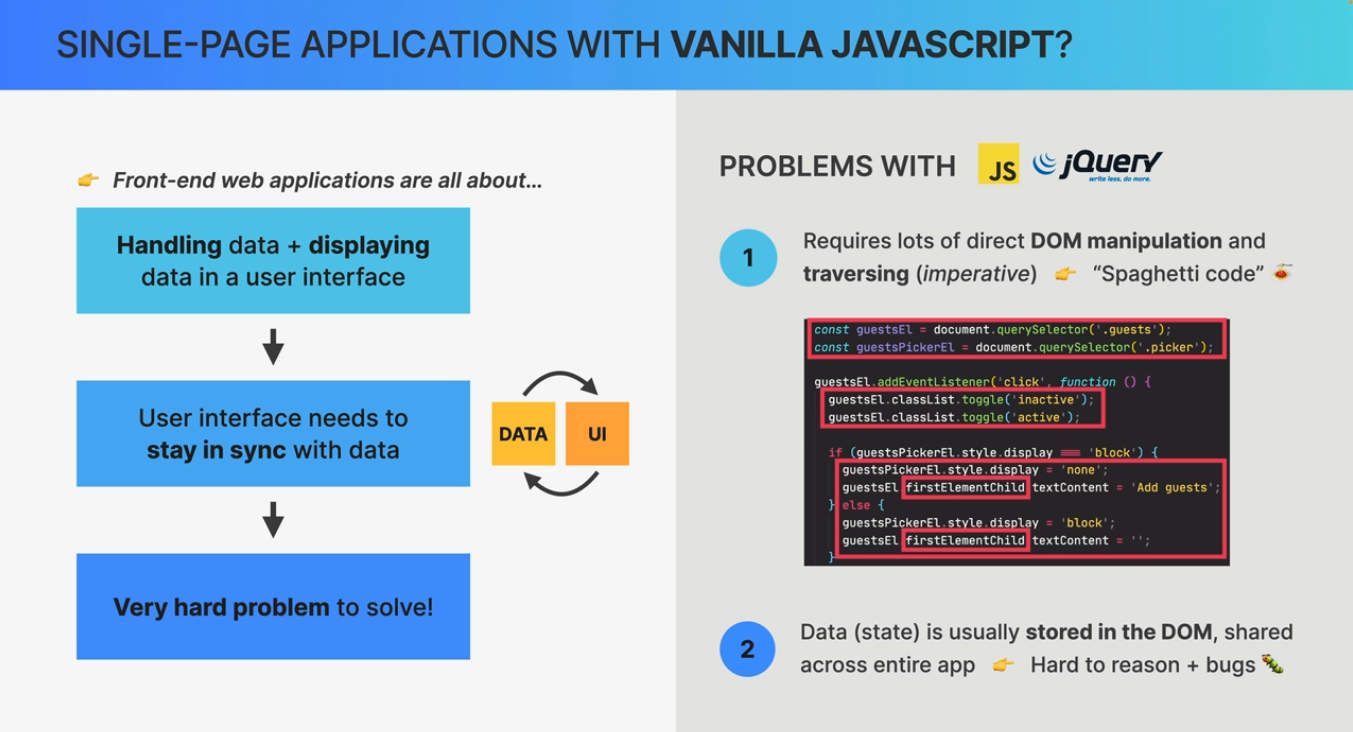 SINGLE-PAGE APPLICATIONS WITH VANILLA JAVASCRIPT?
👉 Front-end web applications are all about…
Handling data + displaying
data in a user interface
User interface needs to
stay in sync with data
DATA
UI
Very hard problem to solve!
PROBLEMS WITH JS jQuery
write less, do more.
1
Requires lots of direct DOM manipulation and
traversing (imperative) 👉 “Spaghetti code” 🍝
const guestsEl = document.querySelector('.guests');
const guestsPickerEl = document.querySelector('.picker');
guestsEl.addEventListener('click', function () {
guestsEl.classList.toggle('inactive');
guestsEl.classList.toggle('active');
if (guestsPickerEl.style.display === 'block') {
guestsPickerEl.style.display = 'none';
guestsEl.firstElementChild.textContent = 'Add guests';
} else {
guestsPickerEl.style.display = 'block';
guestsEl.firstElementChild.textContent = '';
}
2
Data (state) is usually stored in the DOM, shared
across entire app 👉 Hard to reason + bugs 🐛